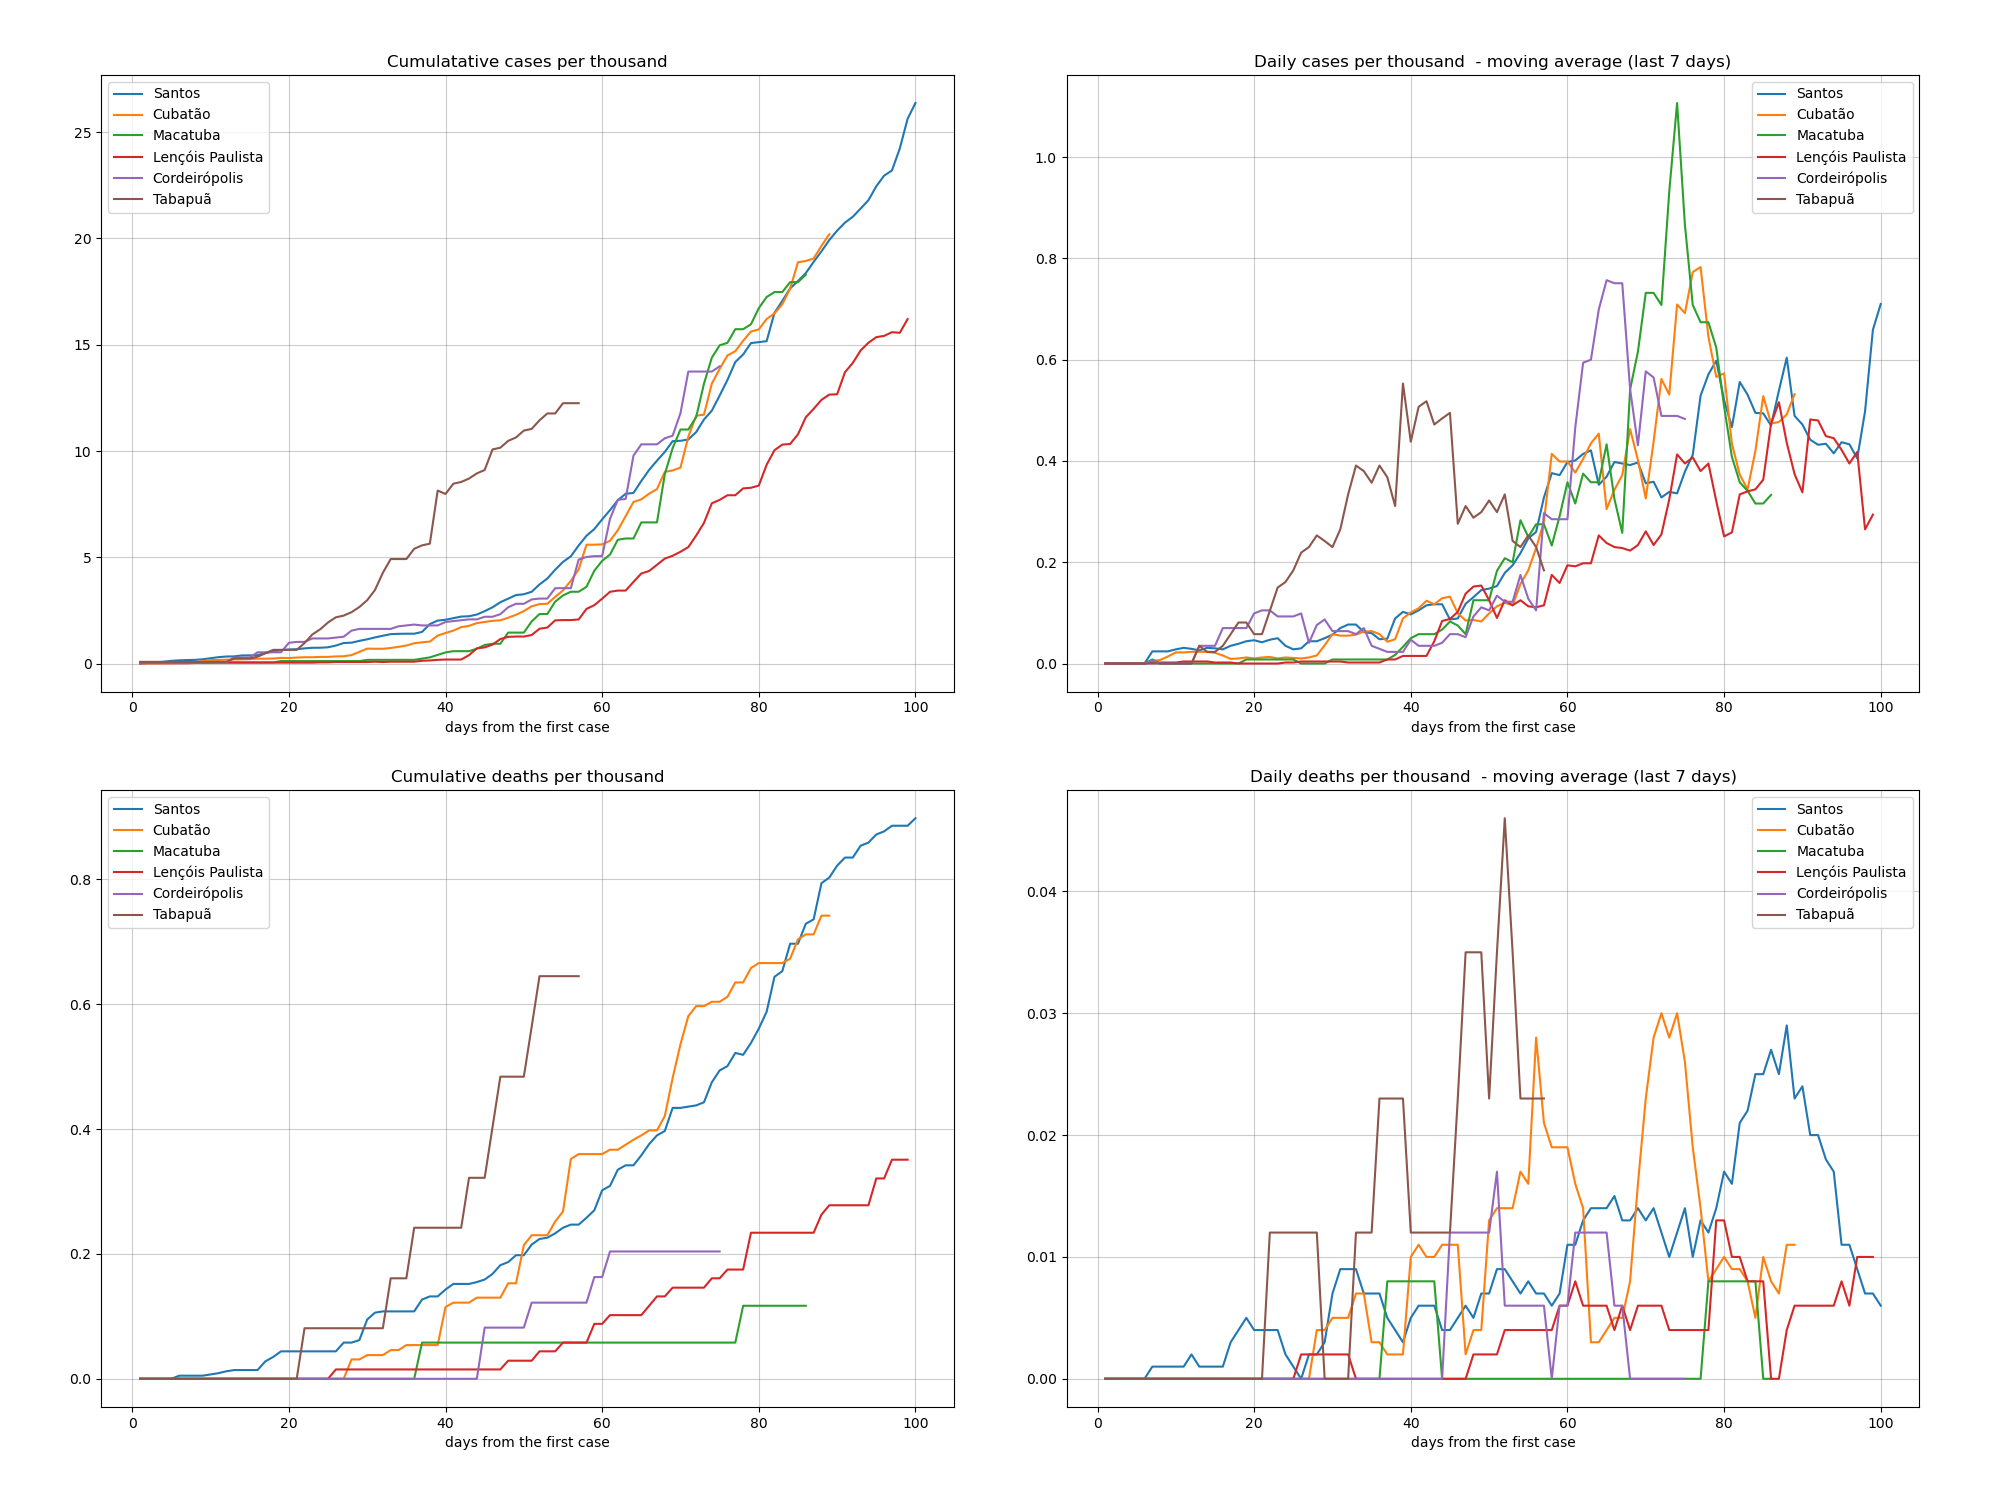 Cumulatative cases per thousand
Santos
Cubatão
Macatuba
Lençóis Paulista
Cordeirópolis
Tabapuã
25
20
15
10
5
0
0 20 40 60 80 100
days from the first case
Daily cases per thousand  - moving average (last 7 days)
Santos
Cubatão
Macatuba
Lençóis Paulista
Cordeirópolis
Tabapuã
1.0
0.8
0.6
0.4
0.2
0.0
0 20 40 60 80 100
days from the first case
Cumulative deaths per thousand
Santos
Cubatão
Macatuba
Lençóis Paulista
Cordeirópolis
Tabapuã
0.8
0.6
0.4
0.2
0.0
0 20 40 60 80 100
days from the first case
Daily deaths per thousand  - moving average (last 7 days)
Santos
Cubatão
Macatuba
Lençóis Paulista
Cordeirópolis
Tabapuã
0.04
0.03
0.02
0.01
0.00
0 20 40 60 80 100
days from the first case